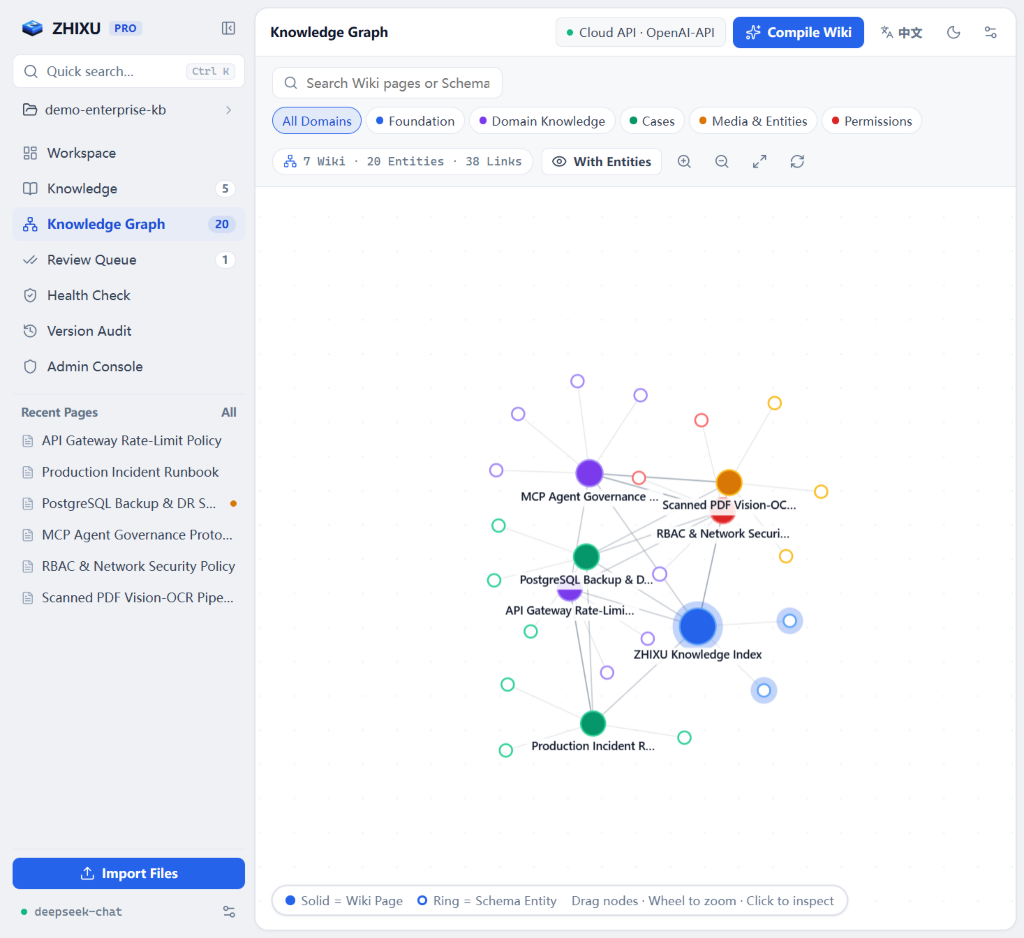 ZHIXU PRO
Quick search... Ctrl K
demo-enterprise-kb
Workspace
Knowledge 5
Knowledge Graph 20
Review Queue 1
Health Check
Version Audit
Admin Console
Recent Pages All
API Gateway Rate-Limit Policy
Production Incident Runbook
PostgreSQL Backup & DR S...
MCP Agent Governance Proto...
RBAC & Network Security Policy
Scanned PDF Vision-OCR Pipe...
Import Files
deepseek-chat
Knowledge Graph
Cloud API · OpenAI-API
Compile Wiki
中文
Search Wiki pages or Schema
All Domains
Foundation
Domain Knowledge
Cases
Media & Entities
Permissions
7 Wiki · 20 Entities · 38 Links
With Entities
MCP Agent Governance ...
Scanned PDF Vision-OC...
RBAC & Network Securi...
PostgreSQL Backup & D...
API Gateway Rate-Limi...
ZHIXU Knowledge Index
Production Incident R...
Solid = Wiki Page
Ring = Schema Entity
Drag nodes · Wheel to zoom · Click to inspect